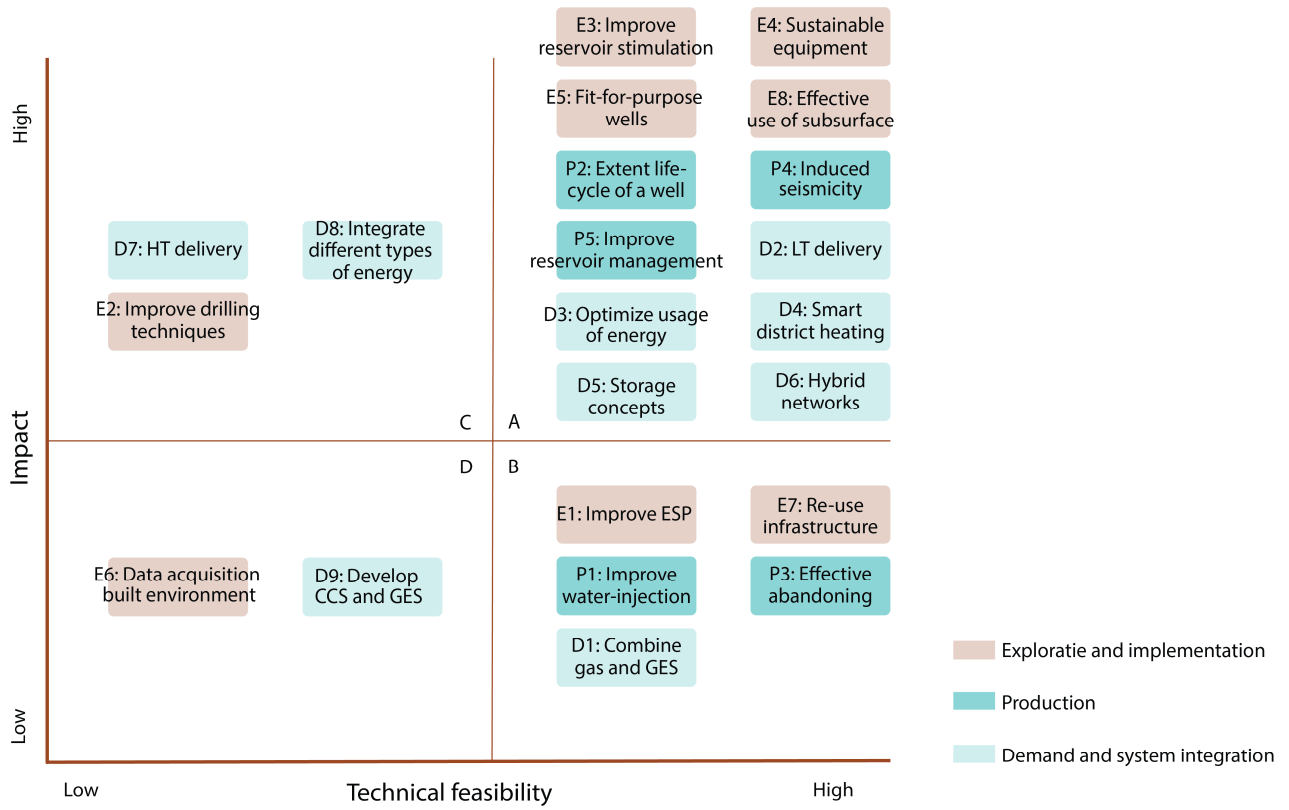 E3: Improve
reservoir stimulation
E4: Sustainable
equipment
High
E5: Fit-for-purpose
wells
E8: Effective
use of subsurface
P2: Extent life-
cycle of a well
P4: Induced
seismicity
D7: HT delivery
D8: Integrate
different types
of energy
P5: Improve
reservoir management
D2: LT delivery
E2: Improve drilling
techniques
D3: Optimize usage
of energy
D4: Smart
district heating
D5: Storage
concepts
D6: Hybrid
networks
C
A
Impact
D
B
E1: Improve ESP
E7: Re-use
infrastructure
E6: Data acquisition
built environment
D9: Develop
CCS and GES
P1: Improve
water-injection
P3: Effective
abandoning
D1: Combine
gas and GES
Low
Low
Technical feasibility
High
Exploratie and implementation
Production
Demand and system integration